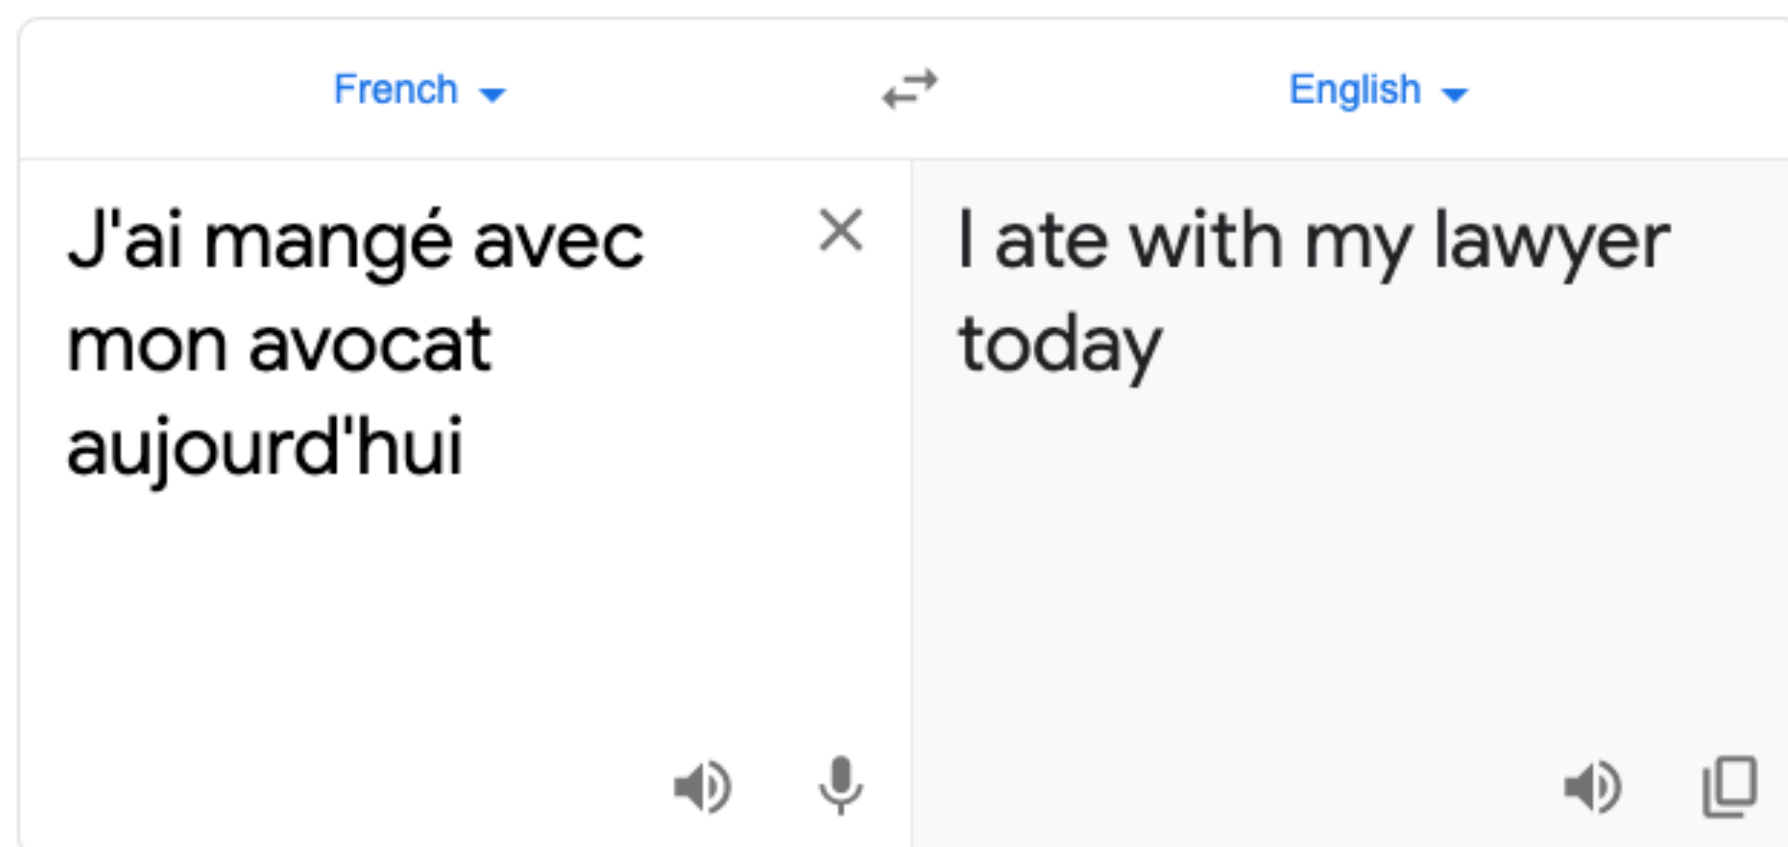 French
English
J'ai mangé avec
mon avocat
aujourd'hui
I ate with my lawyer
today